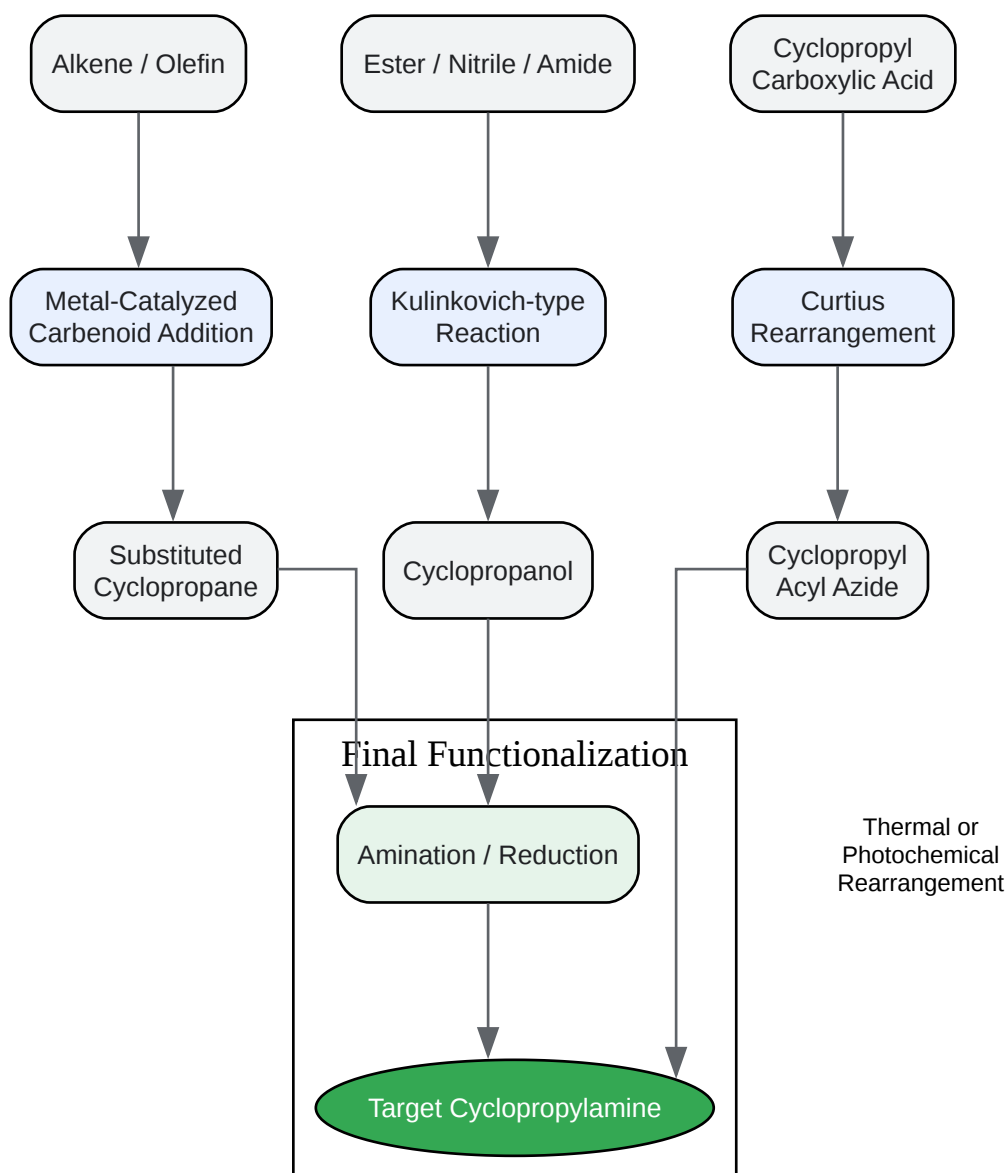 Alkene / Olefin
Ester / Nitrile / Amide
Cyclopropyl
Carboxylic Acid
Metal-Catalyzed
Carbenoid Addition
Kulinkovich-type
Reaction
Curtius
Rearrangement
Substituted
Cyclopropane
Cyclopropanol
Cyclopropyl
Acyl Azide
Final Functionalization
Amination / Reduction
Thermal or
Photochemical
Rearrangement
Target Cyclopropylamine